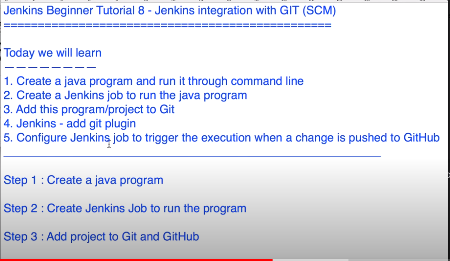 Jenkins Beginner Tutorial 8 - Jenkins integration with GIT (SCM)
================================================
Today we will learn
— — — — — — — —
1. Create a java program and run it through command line
2. Create a Jenkins job to run the java program
3. Add this program/project to Git
4. Jenkins - add git plugin
5. Configure Jenkins job to trigger the execution when a change is pushed to GitHub
Step 1 : Create a java program
Step 2 : Create Jenkins Job to run the program
Step 3 : Add project to Git and GitHub